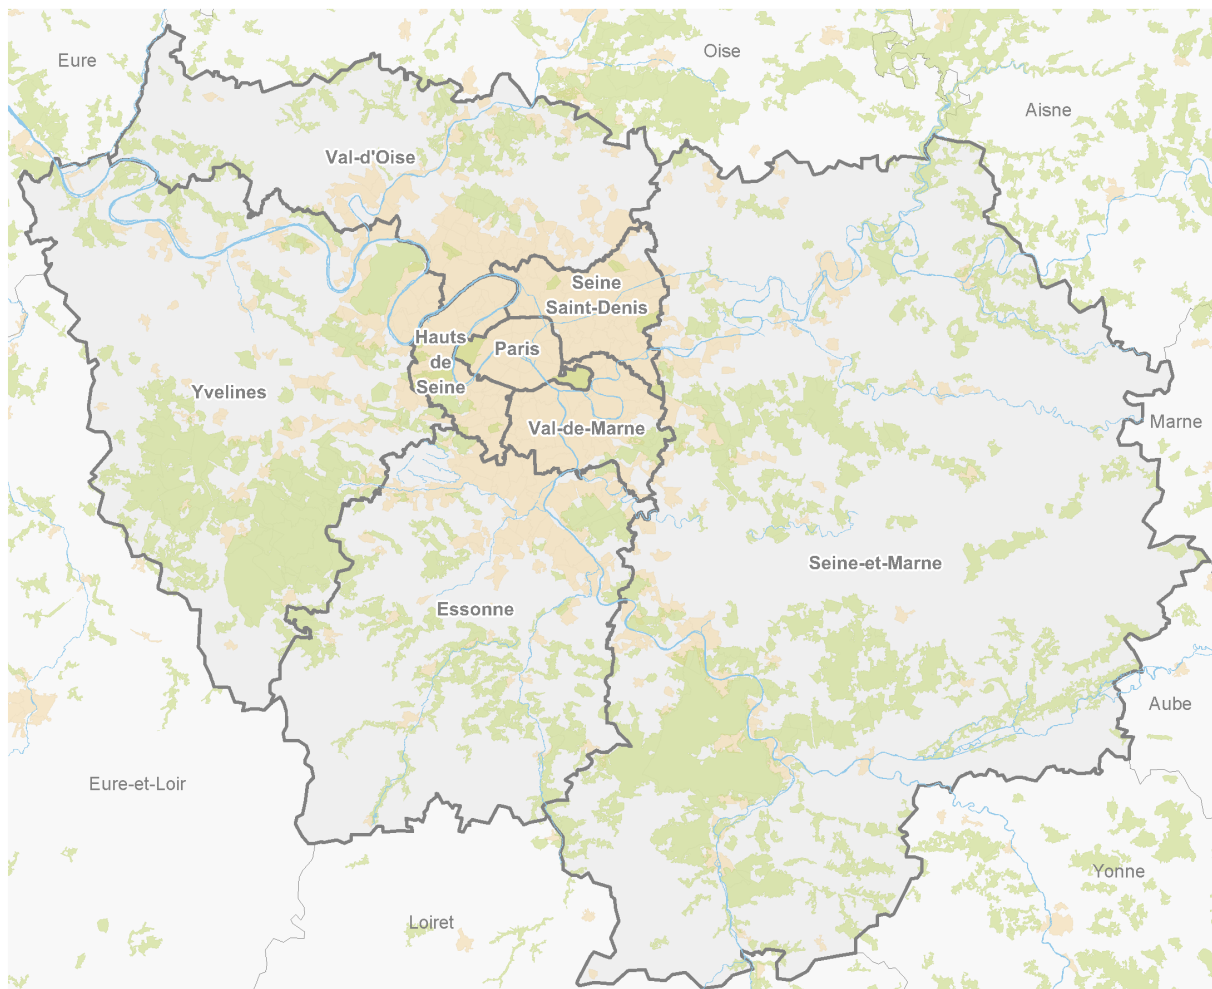 Eure
Oise
Aisne
Val-d'Oise
Seine
Saint-Denis
Hauts
de
Seine
Paris
Yvelines
Val-de-Marne
Marne
Seine-et-Marne
Essonne
Aube
Eure-et-Loir
Yonne
Loiret